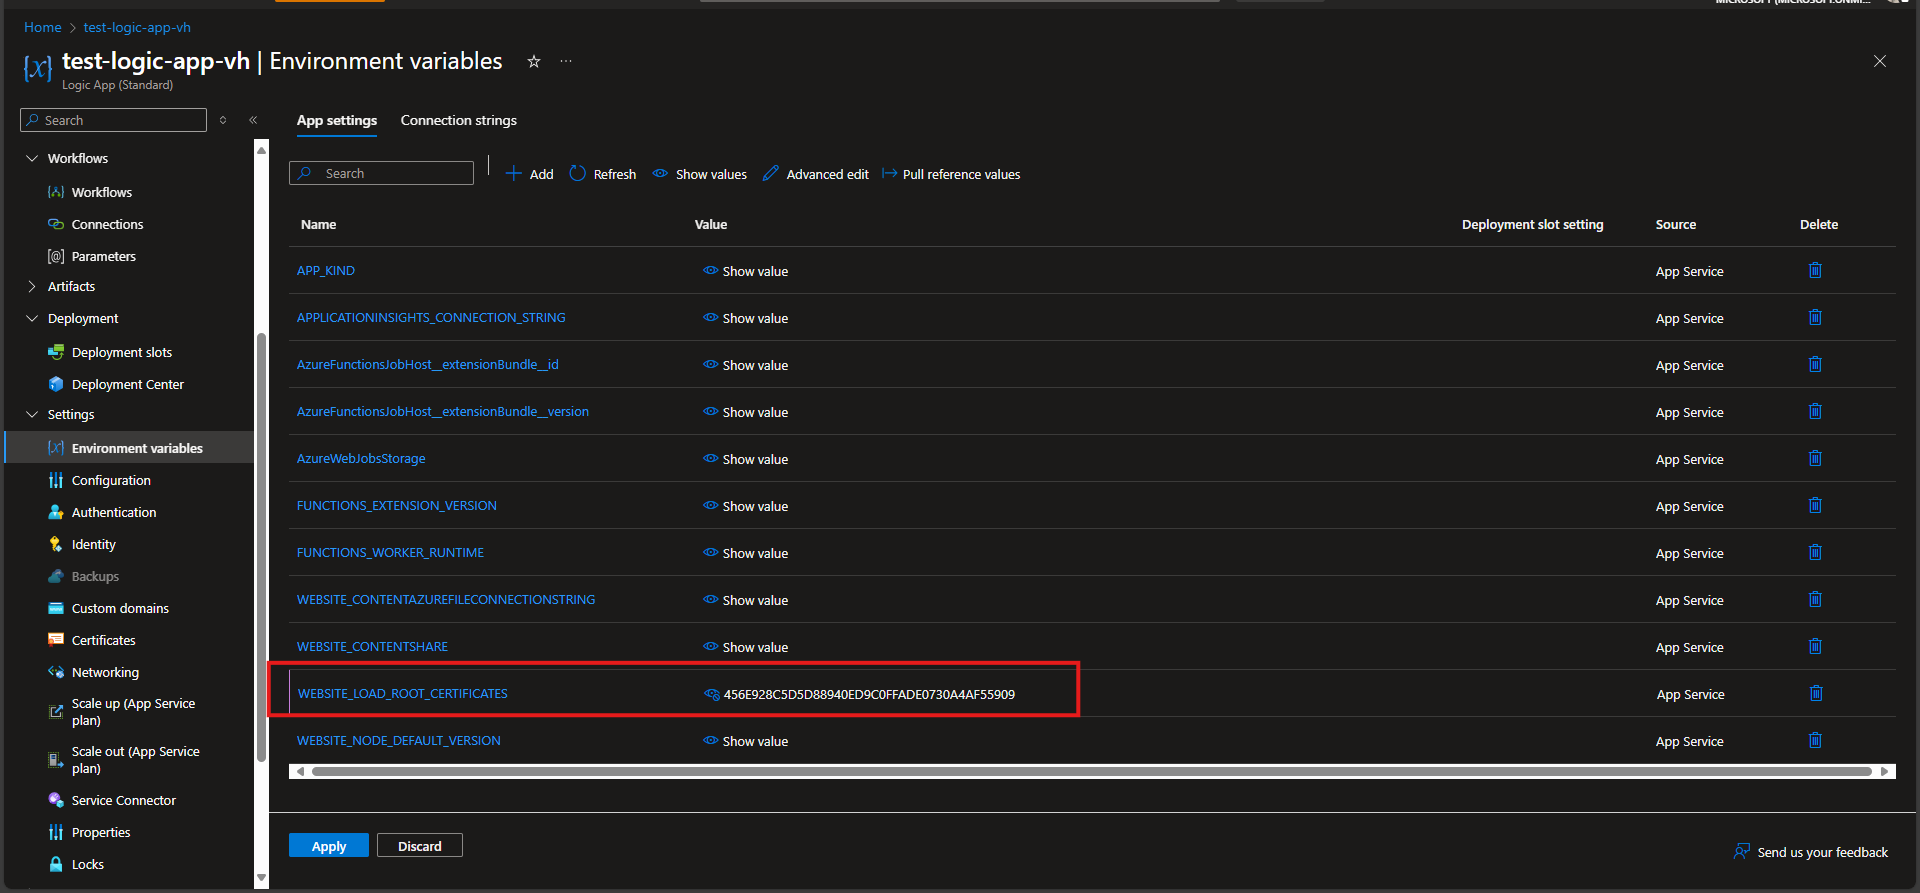 Home > test-logic-app-vh
test-logic-app-vh | Environment variables
Logic App (Standard)
Search
Workflows
Workflows
Connections
Parameters
Artifacts
Deployment
Deployment slots
Deployment Center
Settings
Environment variables
Configuration
Authentication
Identity
Backups
Custom domains
Certificates
Networking
Scale up (App Service
plan)
Scale out (App Service
plan)
Service Connector
Properties
Locks
App settings Connection strings
Search Add Refresh Show values Advanced edit Pull reference values
Name Value Deployment slot setting Source Delete
APP_KIND Show value App Service
APPLICATIONINSIGHTS_CONNECTION_STRING Show value App Service
AzureFunctionsJobHost__extensionBundle__id Show value App Service
AzureFunctionsJobHost__extensionBundle__version Show value App Service
AzureWebJobsStorage Show value App Service
FUNCTIONS_EXTENSION_VERSION Show value App Service
FUNCTIONS_WORKER_RUNTIME Show value App Service
WEBSITE_CONTENTAZUREFILECONNECTIONSTRING Show value App Service
WEBSITE_CONTENTSHARE Show value App Service
WEBSITE_LOAD_ROOT_CERTIFICATES 456E928C5D5D88940ED9C0FFADE0730A4AF55909 App Service
WEBSITE_NODE_DEFAULT_VERSION Show value App Service
Apply Discard
Send us your feedback